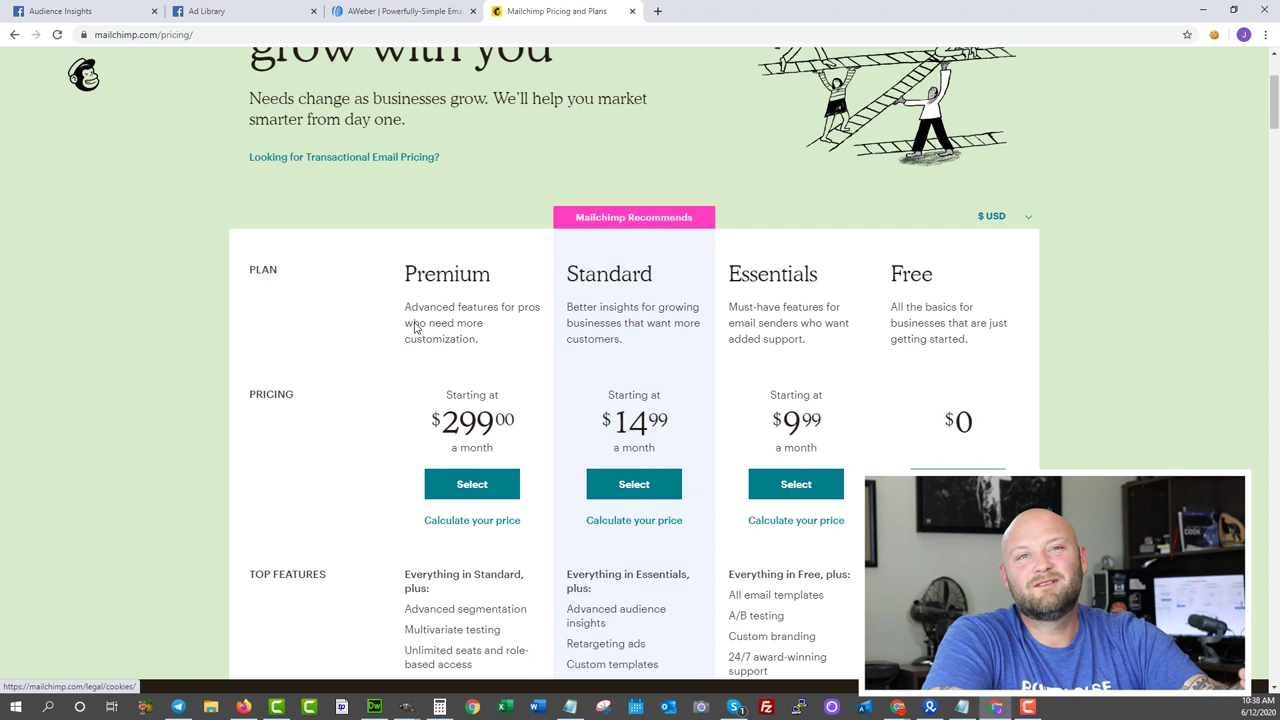 Audience Insights
Ad Library
AWeber | Powerfully-Simple Ema
Mailchimp Pricing and Plans
mailchimp.com/pricing/
J
grow with you
Needs change as businesses grow. We'll help you market
smarter from day one.
Looking for Transactional Email Pricing?
Mailchimp Recommends
$ USD
PLAN
Premium
Standard
Essentials
Free
Advanced features for pros
who need more
customization.
Better insights for growing
businesses that want more
customers.
Must-have features for
email senders who want
added support.
All the basics for
businesses that are just
getting started.
PRICING
Starting at
$299.00
a month
Starting at
$14.99
a month
Starting at
$9.99
a month
$0
Select
Select
Select
Calculate your price
Calculate your price
Calculate your price
TOP FEATURES
Everything in Standard,
plus:
Advanced segmentation
Multivariate testing
Unlimited seats and role-
based access
Everything in Essentials,
plus:
Advanced audience
insights
Retargeting ads
Custom templates
Everything in Free, plus:
All email templates
A/B testing
Custom branding
24/7 award-winning
support
https://mailchimp.com/legal/cookies/
10:38 AM
6/12/2020